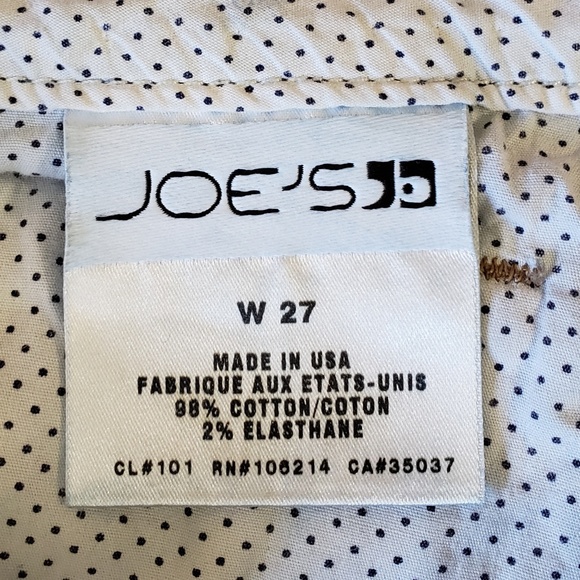 JOE'S
W 27
MADE IN USA
FABRIQUE AUX ETATS-UNIS
98% COTTON/COTON
2% ELASTHANE
CL#101 RN#106214 CA#35037